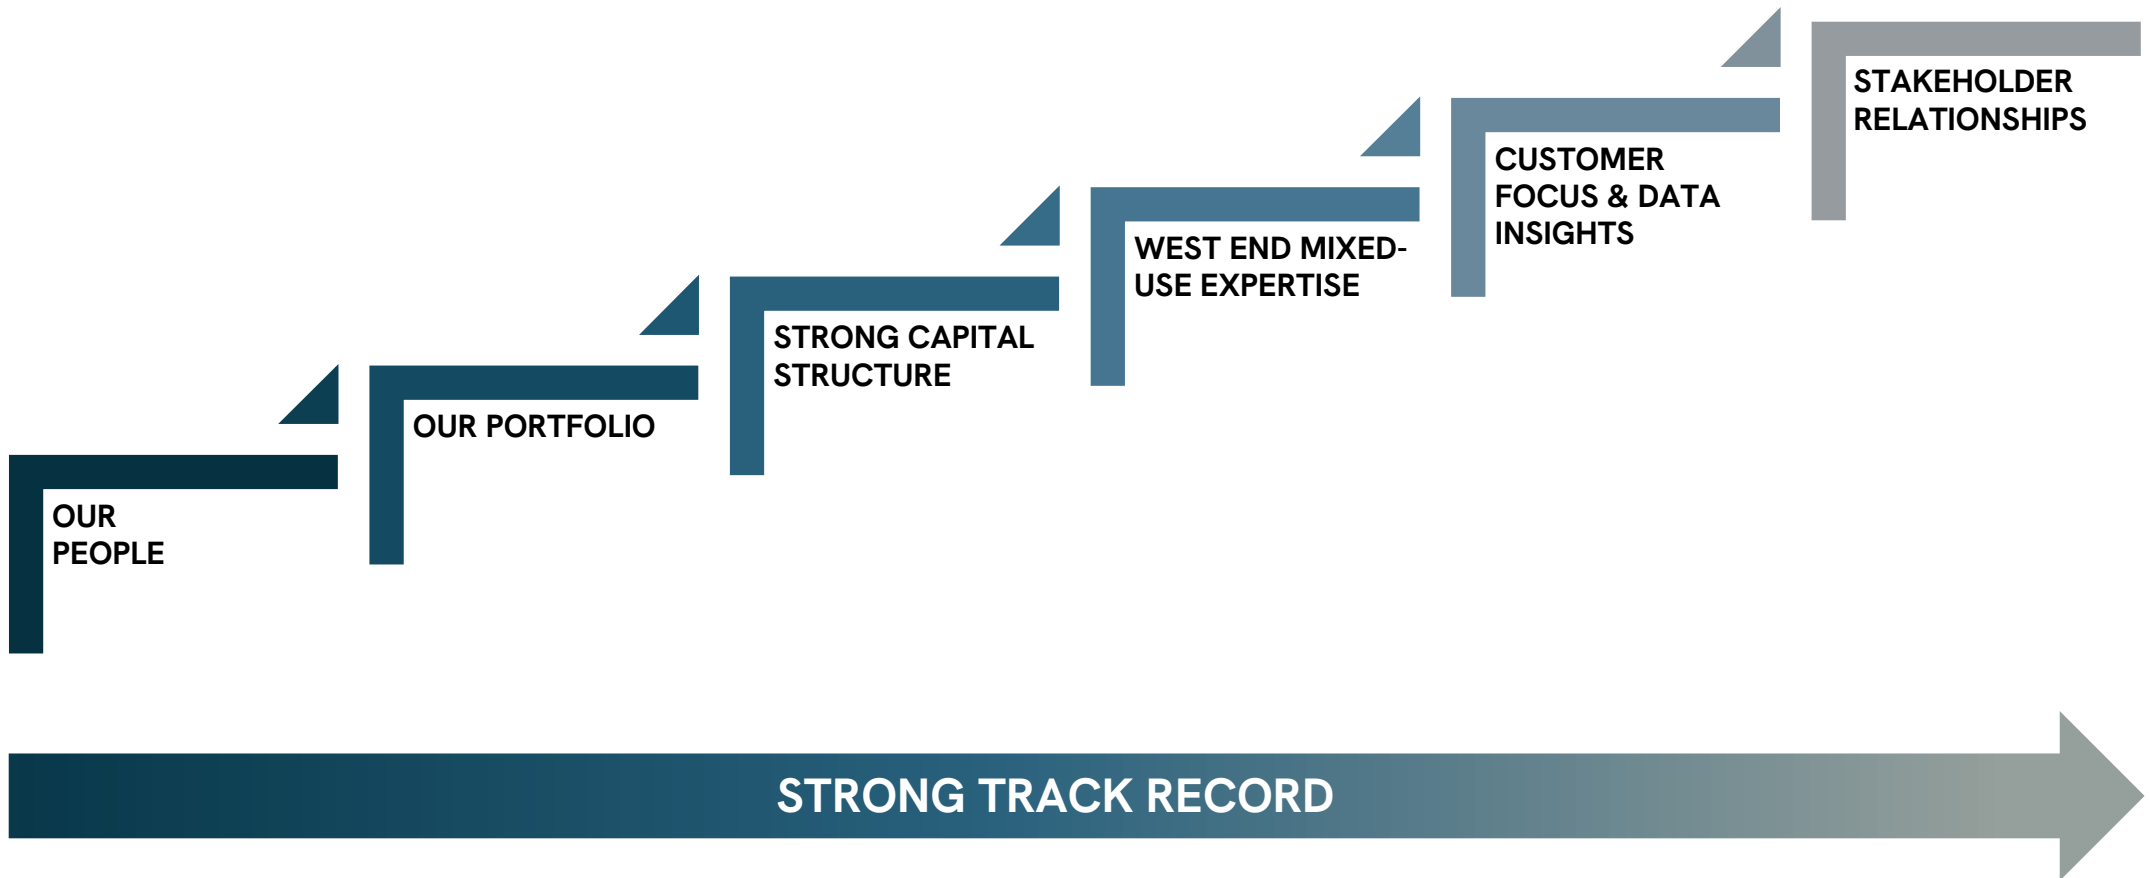 OUR
PEOPLE
OUR PORTFOLIO
STRONG CAPITAL
STRUCTURE
WEST END MIXED-
USE EXPERTISE
CUSTOMER
FOCUS & DATA
INSIGHTS
STAKEHOLDER
RELATIONSHIPS
STRONG TRACK RECORD